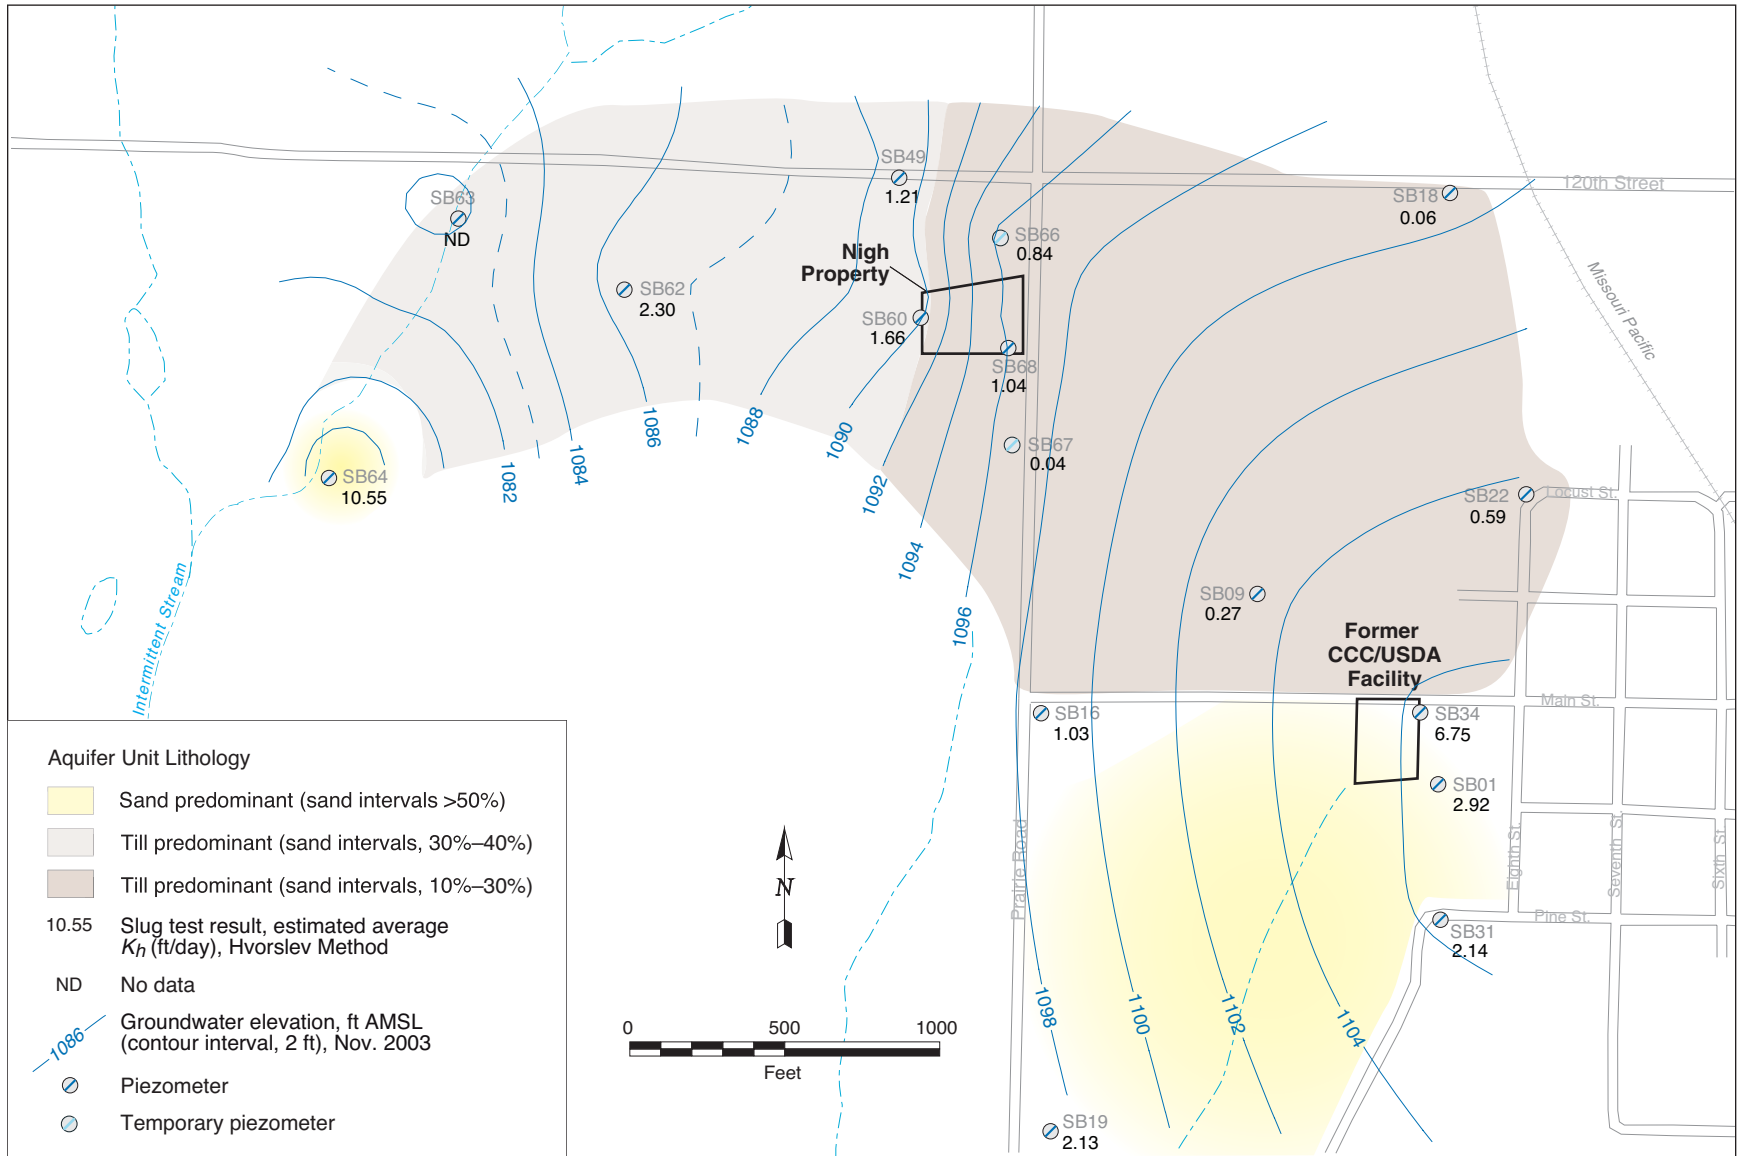 120th Street
SB49
1.21
SB18
0.06
SB63
ND
SB66
0.84
Nigh
Property
Missouri Pacific
SB62
2.30
SB60
1.66
SB68
1.04
1086
1088
1090
SB67
0.04
1084
1082
SB64
10.55
1092
SB22
0.59
Locust St.
1094
SB09
0.27
1096
Intermittent Stream
Former
CCC/USDA
Facility
Main St.
SB16
1.03
SB34
6.75
SB01
2.92
Prairie Road
Eighth St.
Seventh St.
Sixth St.
Pine St.
SB31
2.14
1098
1100
1102
1104
SB19
2.13
N
0 500 1000
Feet
Aquifer Unit Lithology
Sand predominant (sand intervals >50%)
Till predominant (sand intervals, 30%–40%)
Till predominant (sand intervals, 10%–30%)
10.55 Slug test result, estimated average
Kh (ft/day), Hvorslev Method
ND No data
1086 Groundwater elevation, ft AMSL
(contour interval, 2 ft), Nov. 2003
Piezometer
Temporary piezometer